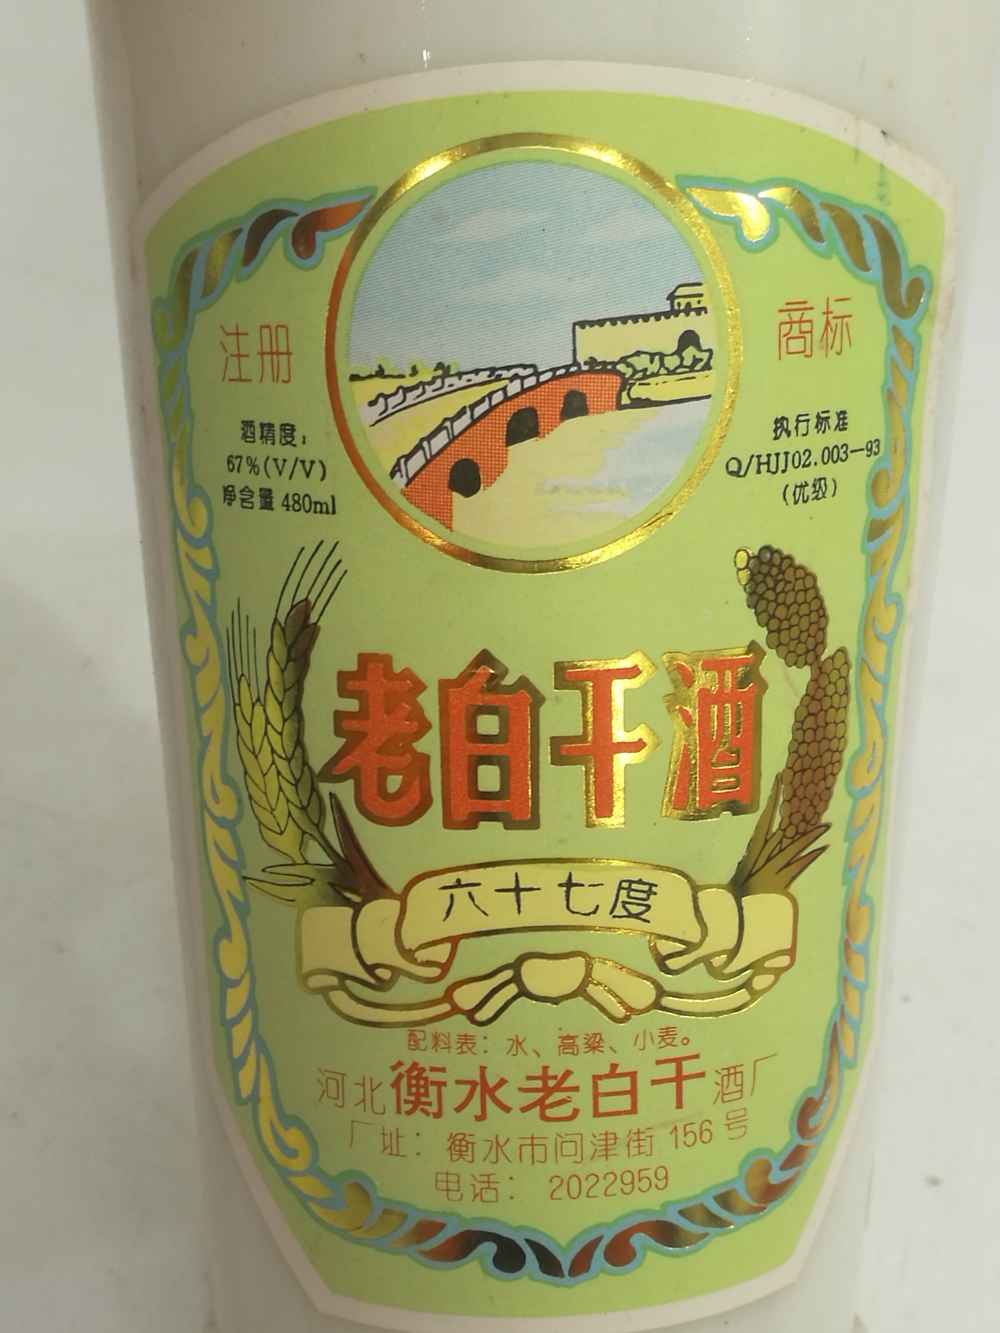 注册 商标
酒精度：
67%(V/V)
净含量 480ml
执行标准
Q/HJJ02.003—93
(优级)
老白干酒
六十七度
配料表：水、高粱、小麦。
河北衡水老白干酒厂
厂址：衡水市问津街 156 号
电话：2022959